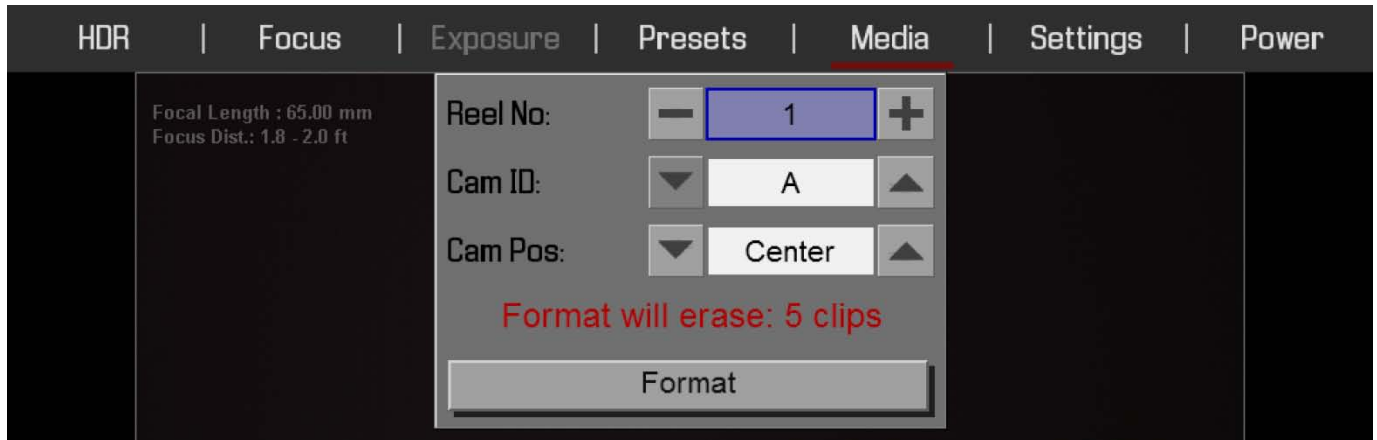 HDR | Focus | Exposure | Presets | Media | Settings | Power
Focal Length : 65.00 mm
Focus Dist.: 1.8 - 2.0 ft
Reel No: 1
Cam ID: A
Cam Pos: Center
Format will erase: 5 clips
Format